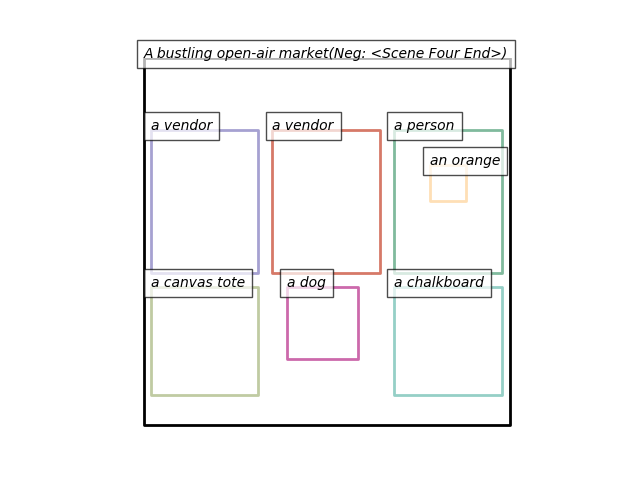 A bustling open-air market(Neg: <Scene Four End>)
a vendor
a vendor
a person
an orange
a canvas tote
a dog
a chalkboard